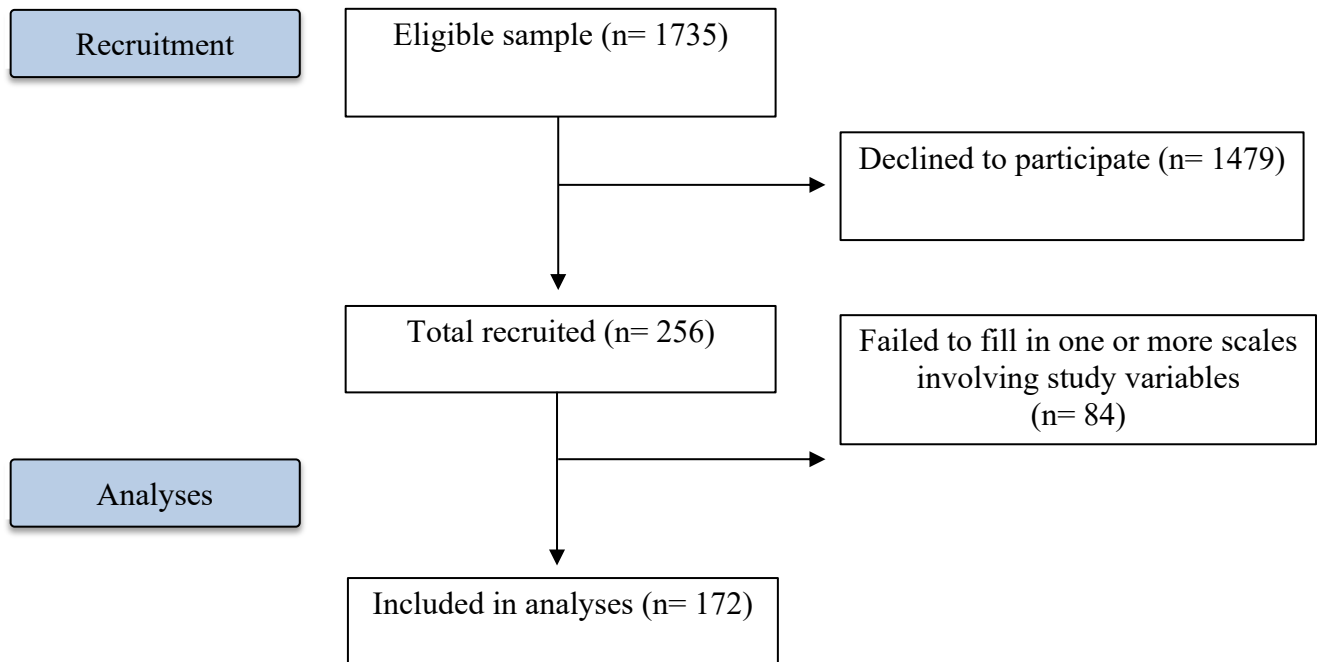 Recruitment
Eligible sample (n= 1735)
Declined to participate (n= 1479)
Total recruited (n= 256)
Failed to fill in one or more scales
involving study variables
(n= 84)
Analyses
Included in analyses (n= 172)